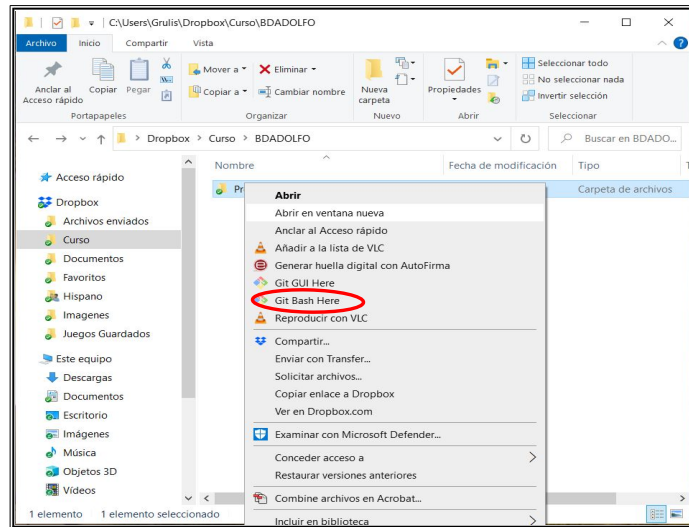 C:\Users\Grulis\Dropbox\Curso\BDADOLFO
Archivo Inicio Compartir Vista
Anclar al Acceso rápido
Copiar
Pegar
Mover a
Copiar a
Eliminar
Cambiar nombre
Nueva carpeta
Propiedades
Seleccionar todo
No seleccionar nada
Invertir selección
Portapapeles Organizar Nuevo Abrir Seleccionar
Dropbox > Curso > BDADOLFO
Buscar en BDADO...
Nombre Fecha de modificación Tipo
Acceso rápido
Dropbox
Archivos enviados
Curso
Documentos
Favoritos
Hispano
Imagenes
Juegos Guardados
Este equipo
Descargas
Documentos
Escritorio
Imágenes
Música
Objetos 3D
Vídeos
Carpeta de archivos
Abrir
Abrir en ventana nueva
Anclar al Acceso rápido
Añadir a la lista de VLC
Generar huella digital con AutoFirma
Git GUI Here
Git Bash Here
Reproducir con VLC
Compartir...
Enviar con Transfer...
Solicitar archivos...
Copiar enlace a Dropbox
Ver en Dropbox.com
Examinar con Microsoft Defender...
Conceder acceso a
Restaurar versiones anteriores
Combine archivos en Acrobat...
Incluir en biblioteca
1 elemento 1 elemento seleccionado